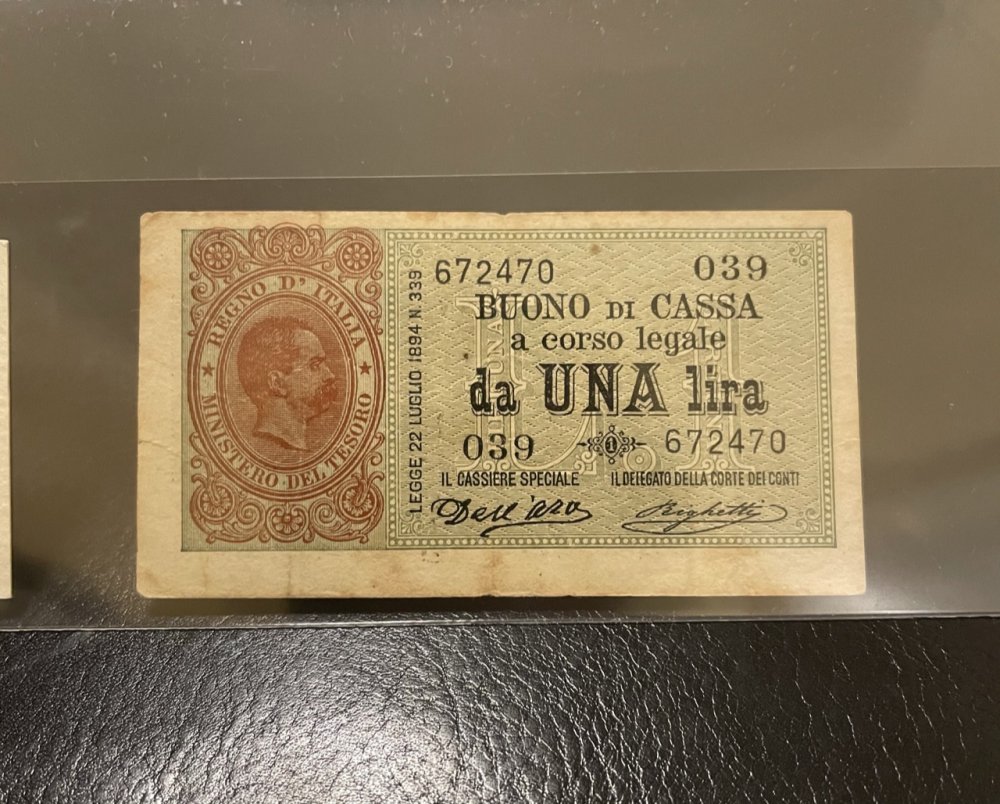 ★ REGNO D' ITALIA ★
MINISTERO DEL TESORO
LEGGE 22 LUGLIO 1894 N. 339
672470 039
BUONO DI CASSA
a corso legale
da UNA lira
039 1 672470
IL CASSIERE SPECIALE IL DELEGATO DELLA CORTE DEI CONTI
Dell'Ara Righetti